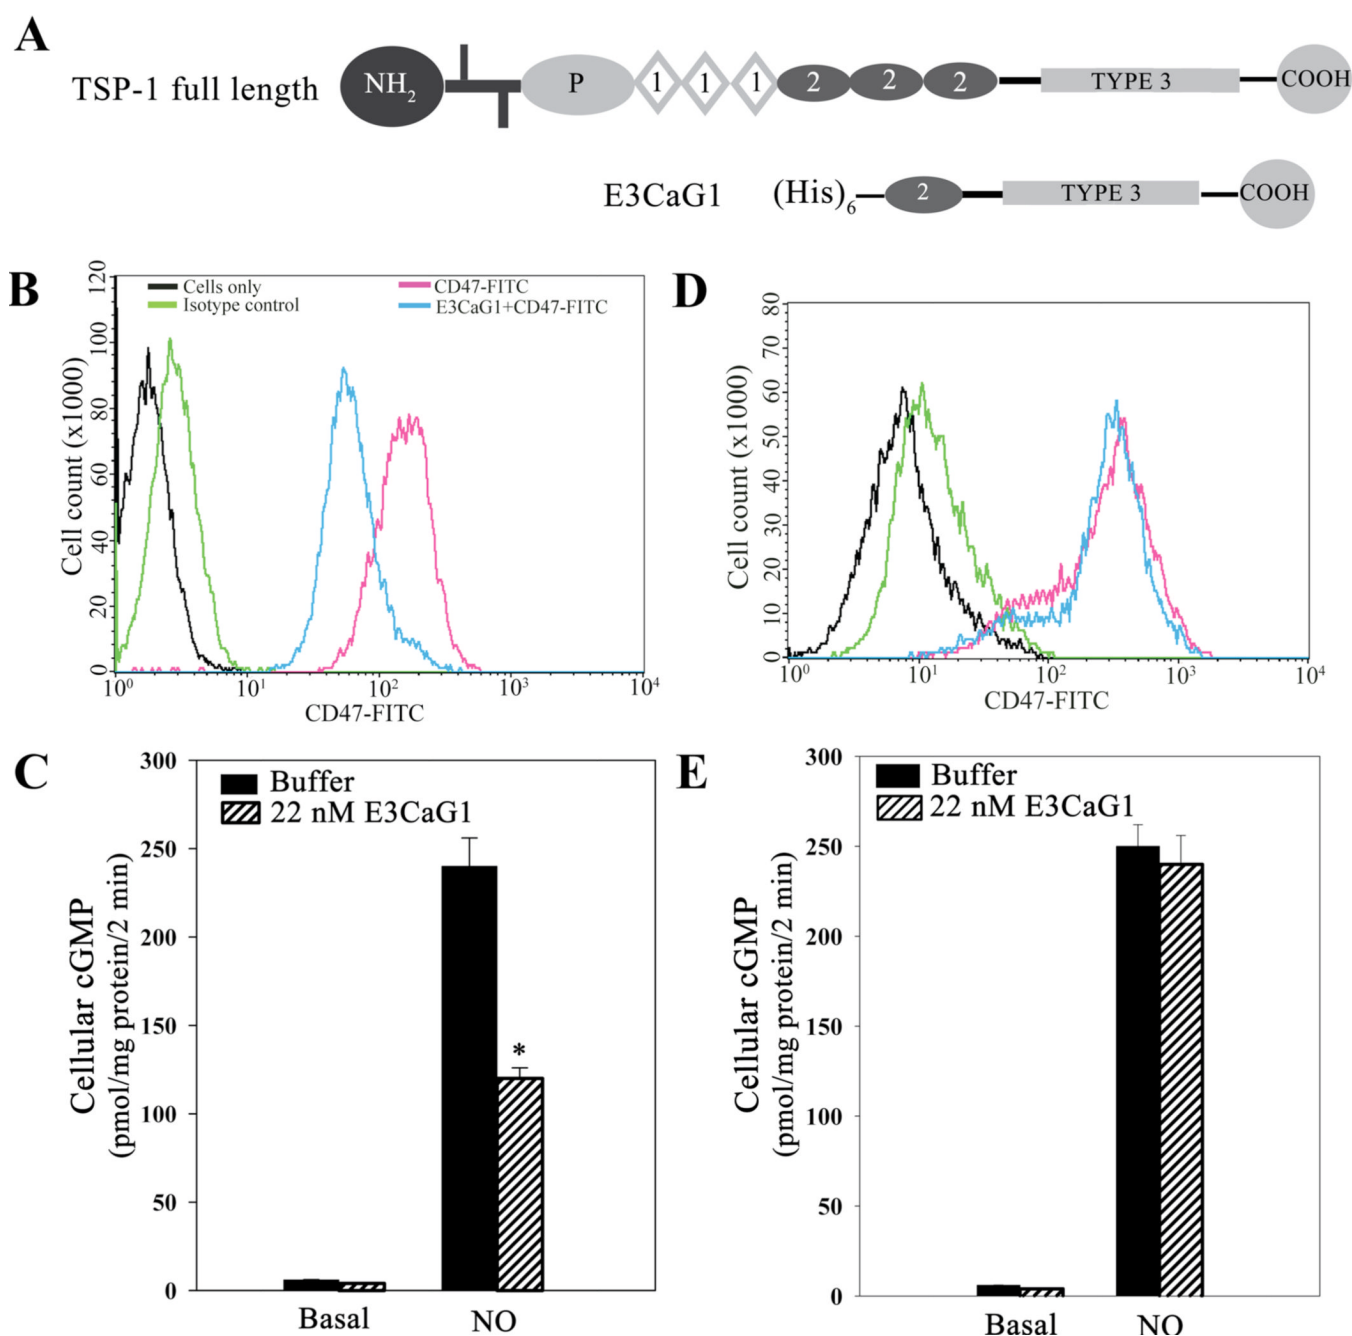 A
TSP-1 full length
NH2
P
1
1
1
2
2
2
TYPE 3
COOH
E3CaG1
(His)6
2
TYPE 3
COOH
B
Cells only
Isotype control
CD47-FITC
E3CaG1+CD47-FITC
Cell count (x1000)
120
100
80
60
40
20
0
10^0
10^1
10^2
10^3
10^4
CD47-FITC
D
Cell count (x1000)
80
70
60
50
40
30
20
10
0
10^0
10^1
10^2
10^3
10^4
CD47-FITC
C
Buffer
22 nM E3CaG1
Cellular cGMP
(pmol/mg protein/2 min)
300
250
200
150
100
50
0
*
Basal
NO
E
Buffer
22 nM E3CaG1
Cellular cGMP
(pmol/mg protein/2 min)
300
250
200
150
100
50
0
Basal
NO